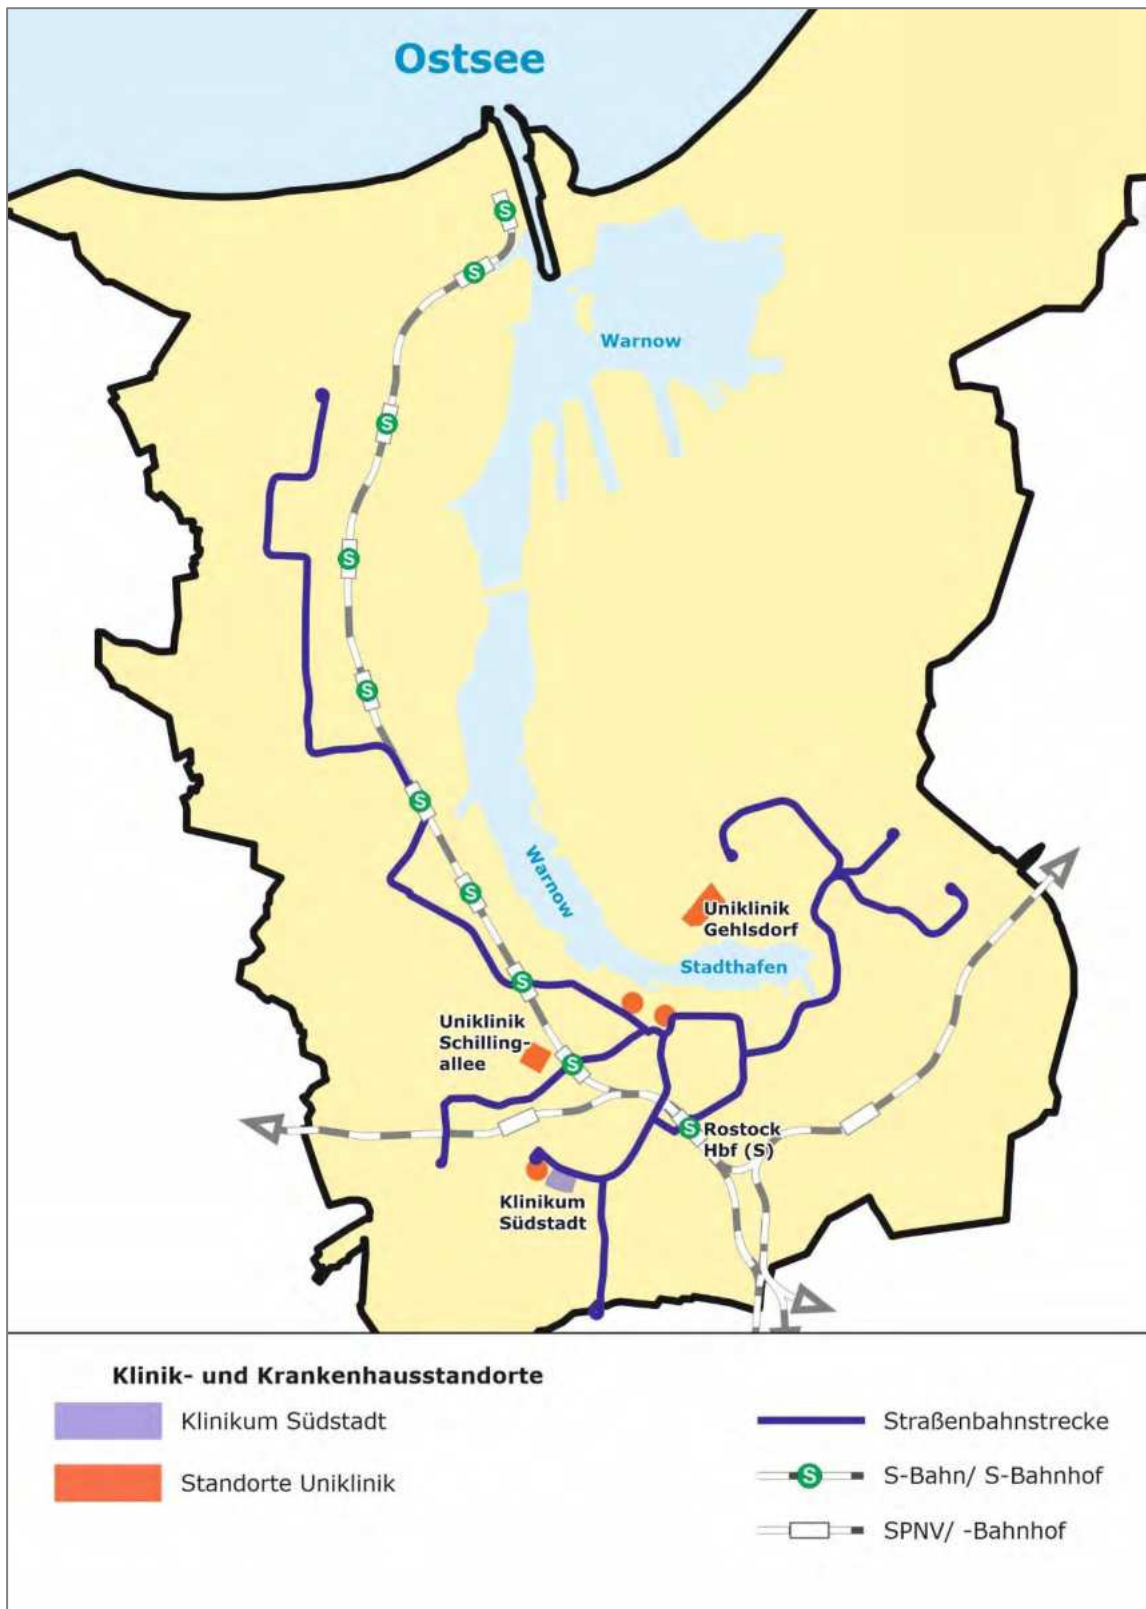 Ostsee
S
S
Warnow
S
S
S
S
Warnow
S
Uniklinik
Gehlsdorf
Stadthafen
S
Uniklinik
Schilling-
allee
S
S
Rostock
Hbf (S)
Klinikum
Südstadt
Klinik- und Krankenhausstandorte
Klinikum Südstadt
Standorte Uniklinik
Straßenbahnstrecke
S
S-Bahn/ S-Bahnhof
SPNV/ -Bahnhof